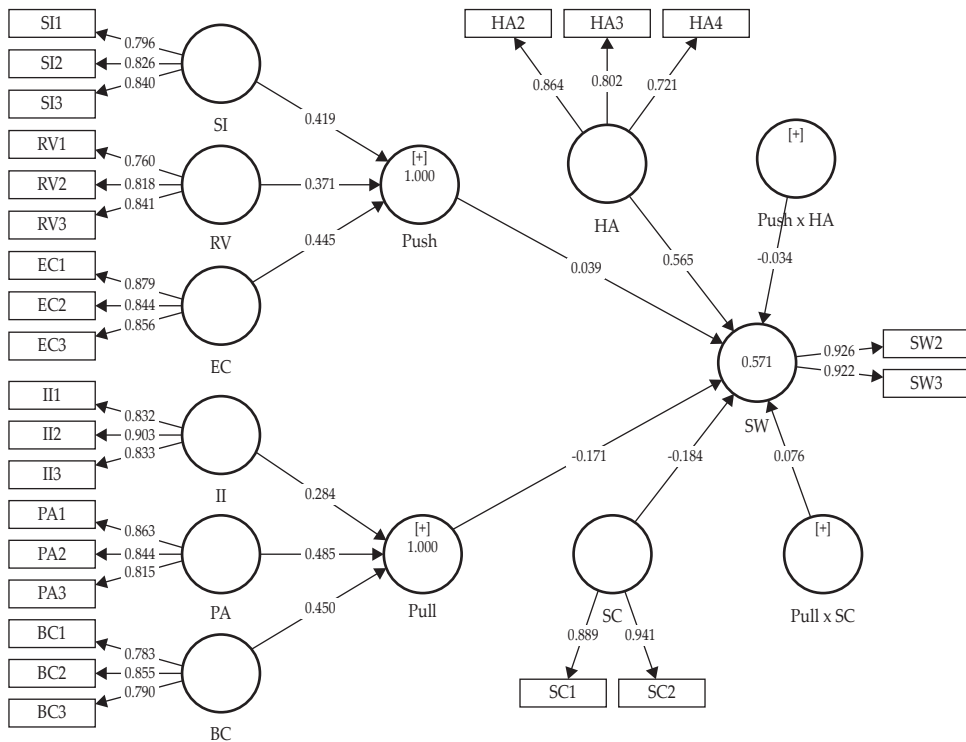 SI1
0.796
SI2
0.826
SI3
0.840
SI
0.419
RV1
0.760
RV2
0.818
RV3
0.841
RV
0.371
EC1
0.879
EC2
0.844
EC3
0.856
EC
0.445
[+]
1.000
Push
0.039
HA2
HA3
HA4
0.864
0.802
0.721
HA
0.565
[+]
Push x HA
-0.034
0.571
SW
0.926
SW2
0.922
SW3
II1
0.832
II2
0.903
II3
0.833
II
0.284
PA1
0.863
PA2
0.844
PA3
0.815
PA
0.485
BC1
0.783
BC2
0.855
BC3
0.790
BC
0.450
[+]
1.000
Pull
-0.171
-0.184
SC
0.889
0.941
SC1
SC2
0.076
[+]
Pull x SC